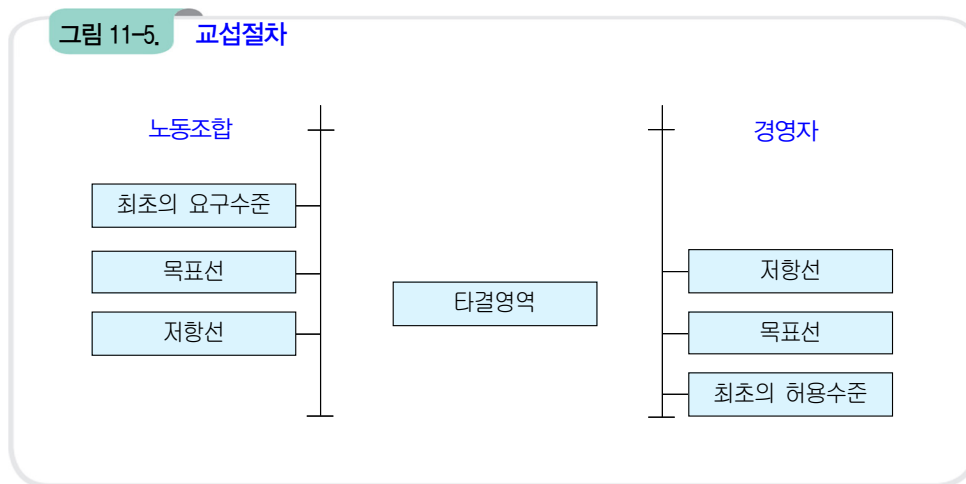 그림 11-5. 교섭절차
노동조합
경영자
최초의 요구수준
목표선
저항선
타결영역
저항선
목표선
최초의 허용수준